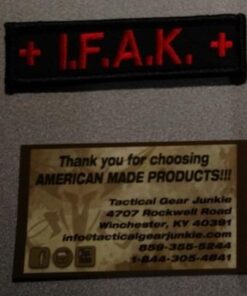 + I.F.A.K. +
Thank you for choosing
AMERICAN MADE PRODUCTS!!!
Tactical Gear Junkie
4707 Rockwell Road
Winchester, KY 40391
info@tacticalgearjunkie.com
859-355-5244
1-844-305-4641